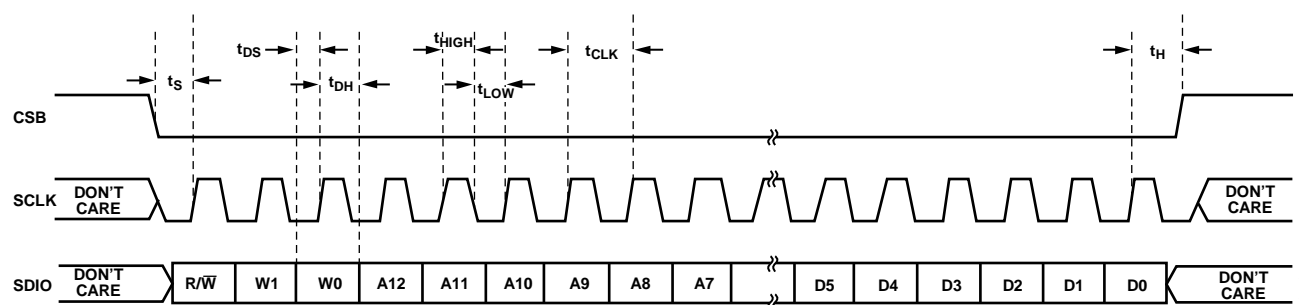 tDS
tHIGH
tCLK
tH
tS
tDH
tLOW
CSB
SCLK
DON'T CARE
DON'T CARE
SDIO
DON'T CARE
R/W̅
W1
W0
A12
A11
A10
A9
A8
A7
D5
D4
D3
D2
D1
D0
DON'T CARE